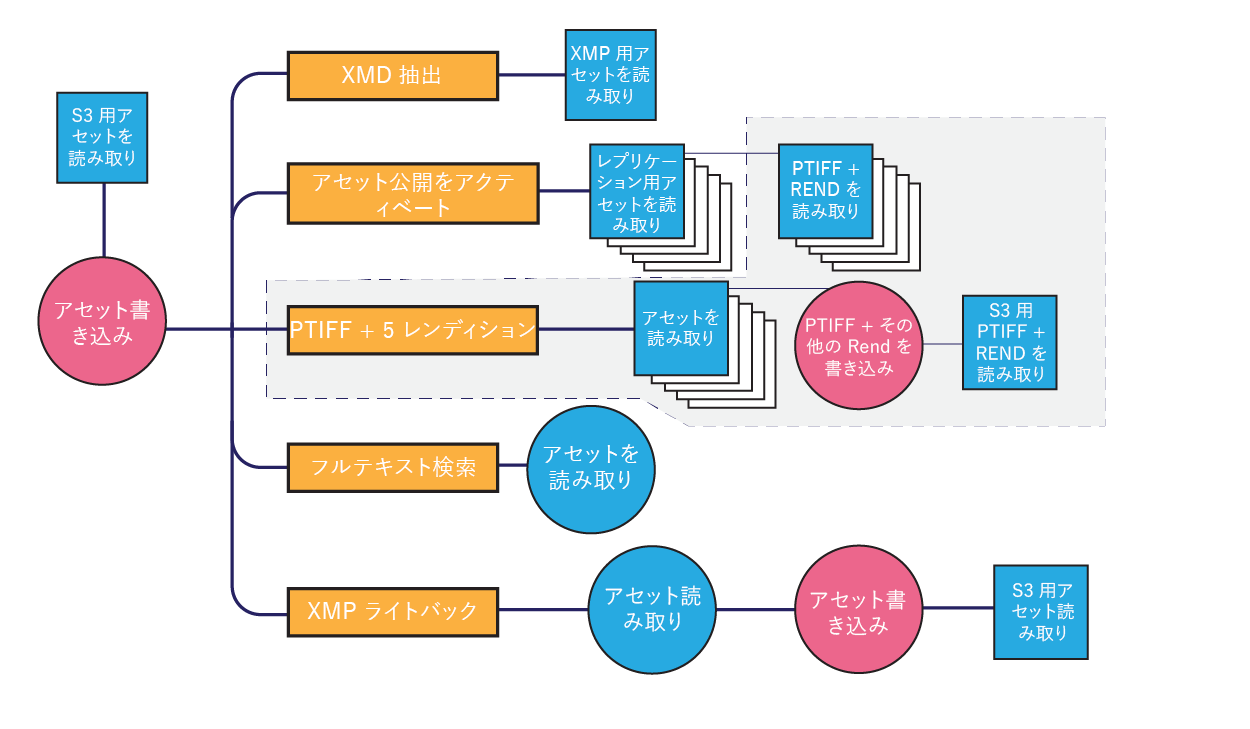 S3 用ア
セットを
読み取り
アセット書
き込み
XMD 抽出
XMP 用ア
セットを読
み取り
アセット公開をアクテ
ィベート
レプリケー
ション用ア
セットを読
み取り
PTIFF +
REND を
読み取り
PTIFF + 5 レンディション
アセットを
読み取り
PTIFF + その
他の Rend を
書き込み
S3 用
PTIFF +
REND を
読み取り
フルテキスト検索
アセットを
読み取り
XMP ライトバック
アセット読
み取り
アセット書
き込み
S3 用ア
セット読
み取り